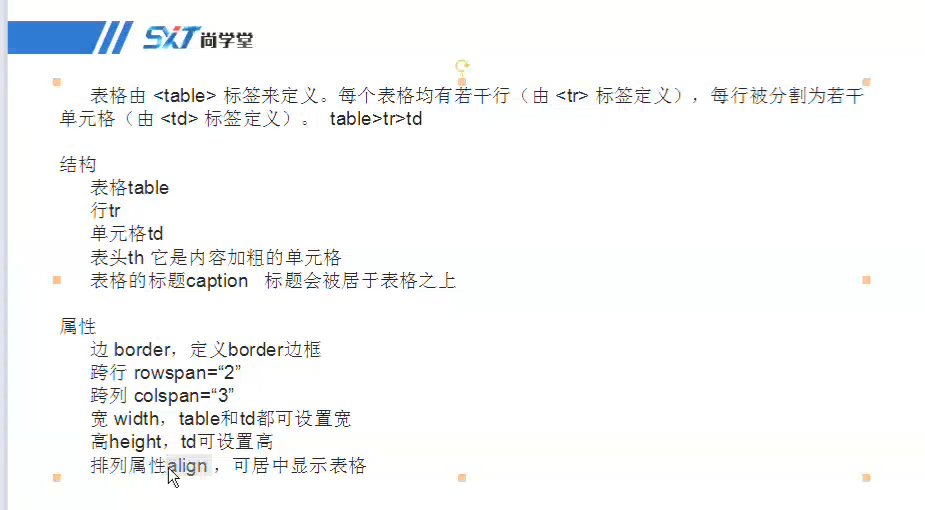 SXT尚学堂
表格由 <table> 标签来定义。每个表格均有若干行（由 <tr> 标签定义），每行被分割为若干
单元格（由 <td> 标签定义）。 table>tr>td
结构
表格table
行tr
单元格td
表头th 它是内容加粗的单元格
表格的标题caption 标题会被居于表格之上
属性
边 border，定义border边框
跨行 rowspan=“2”
跨列 colspan=“3”
宽 width，table和td都可设置宽
高height，td可设置高
排列属性align，可居中显示表格